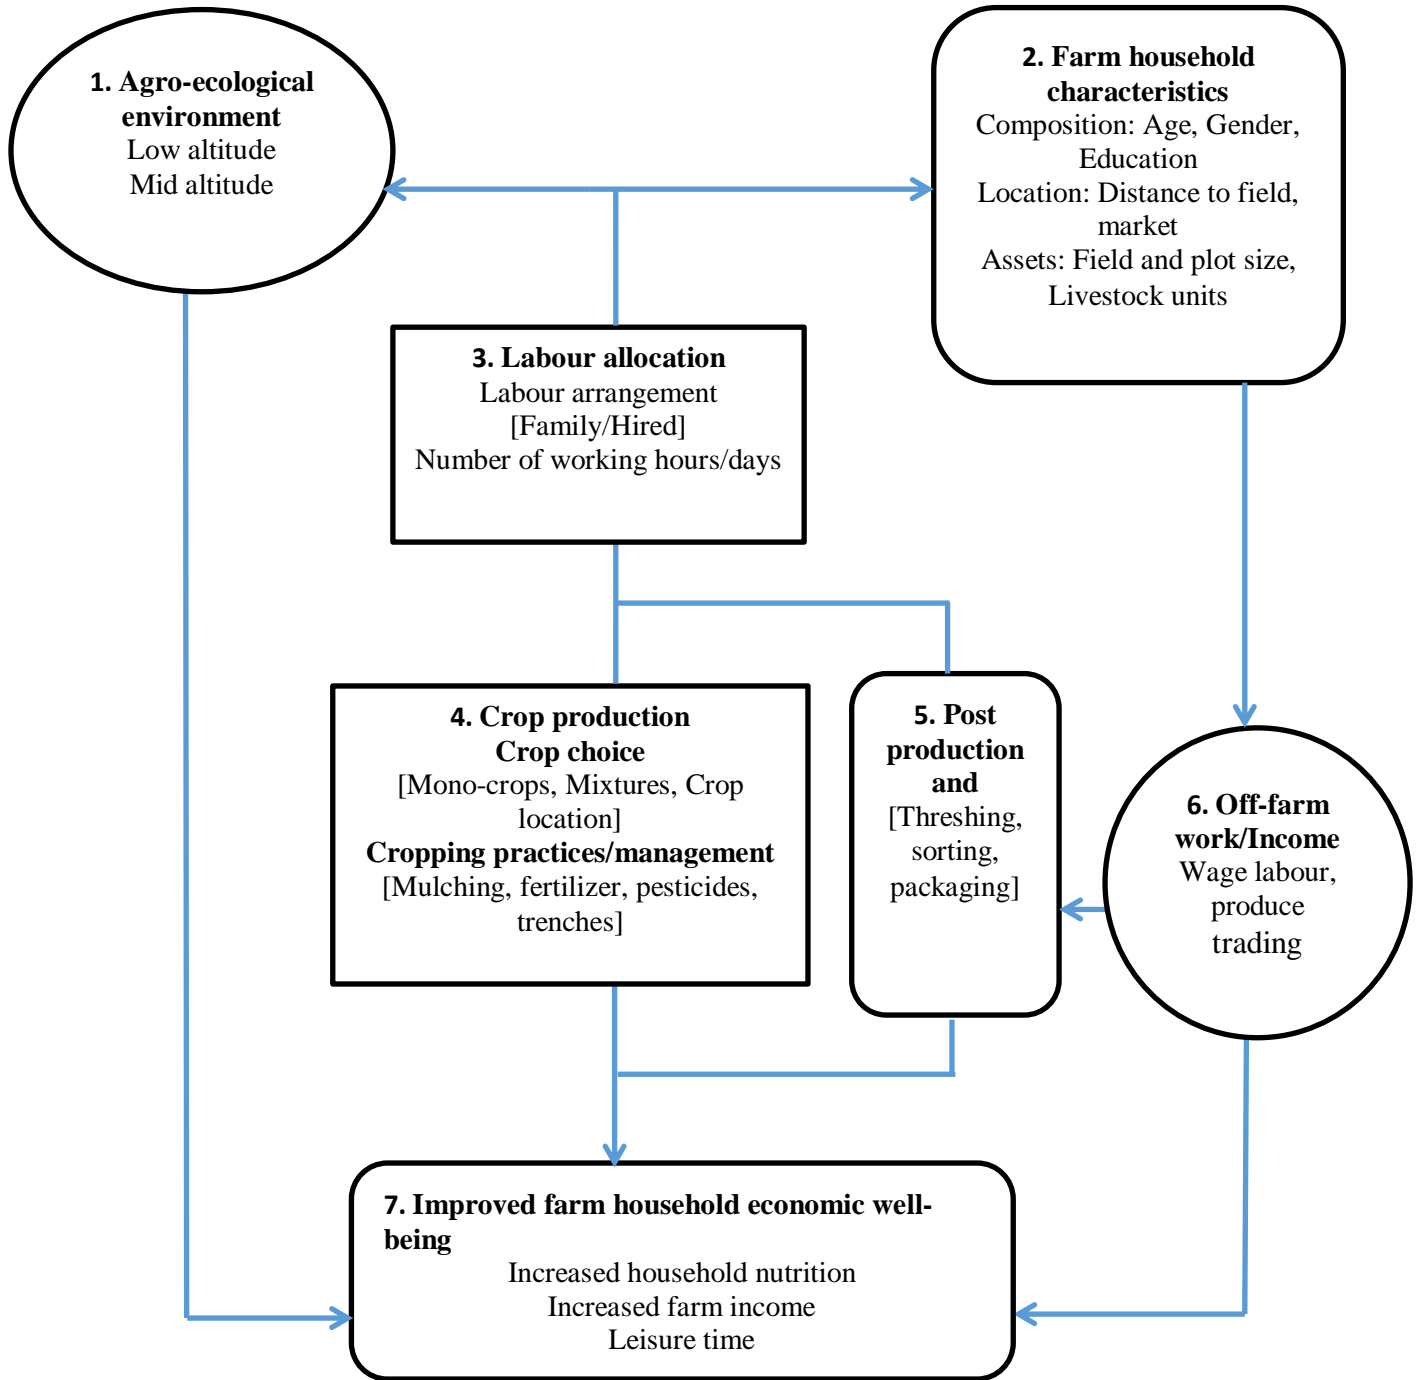 1. Agro-ecological
environment
Low altitude
Mid altitude
2. Farm household
characteristics
Composition: Age, Gender,
Education
Location: Distance to field,
market
Assets: Field and plot size,
Livestock units
3. Labour allocation
Labour arrangement
[Family/Hired]
Number of working hours/days
4. Crop production
Crop choice
[Mono-crops, Mixtures, Crop
location]
Cropping practices/management
[Mulching, fertilizer, pesticides,
trenches]
5. Post
production
and
[Threshing,
sorting,
packaging]
6. Off-farm
work/Income
Wage labour,
produce
trading
7. Improved farm household economic well-
being
Increased household nutrition
Increased farm income
Leisure time